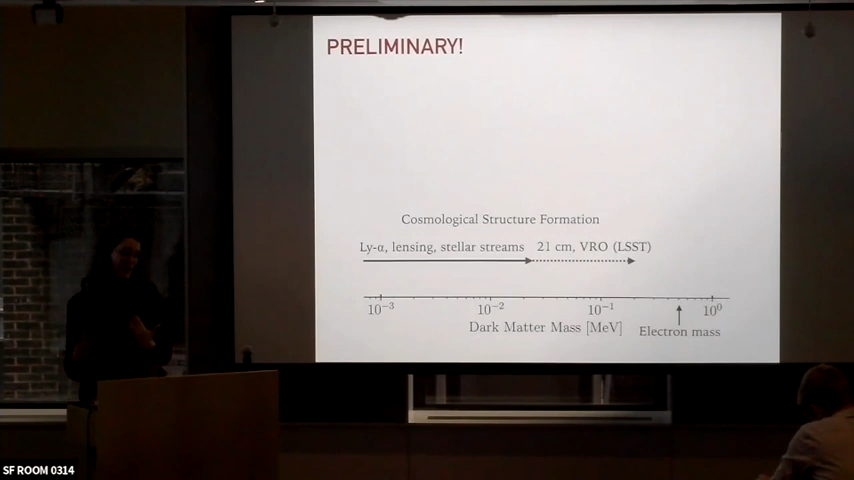 PRELIMINARY!
Cosmological Structure Formation
Ly-α, lensing, stellar streams 21 cm, VRO (LSST)
10⁻³ 10⁻² 10⁻¹ 10⁰
Dark Matter Mass [MeV] Electron mass
SF ROOM 0314